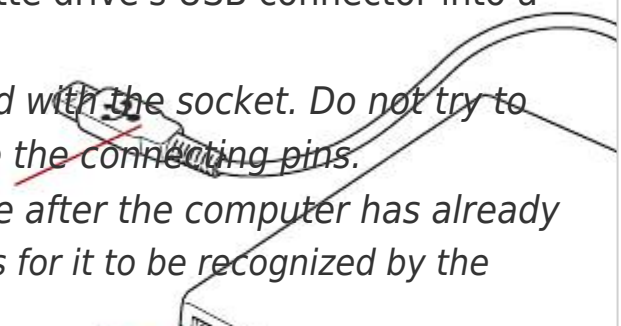 drive's USB connector into a
with the socket. Do not try to
the connecting pins.
after the computer has already
for it to be recognized by the